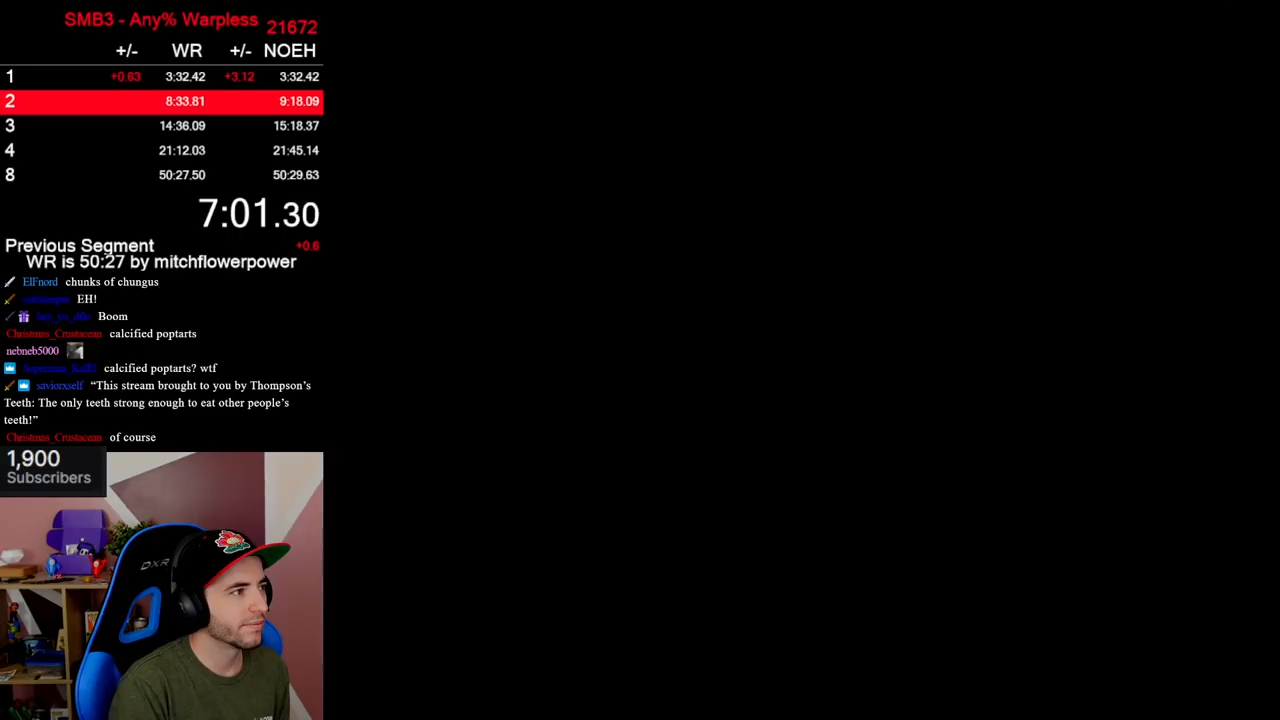 SMB3 - Any% Warpless 21672
+/- WR +/- NOEH
1 +0.63 3:32.42 +3.12 3:32.42
2 8:33.81 9:18.09
3 14:36.09 15:18.37
4 21:12.03 21:45.14
8 50:27.50 50:29.63
7:01.30
Previous Segment +0.6
WR is 50:27 by mitchflowerpower
ElFnord chunks of chungus
EH!
Boom
Christmas_Crustacean calcified poptarts
nebneb5000
calcified poptarts? wtf
saviorxself “This stream brought to you by Thompson’s
Teeth: The only teeth strong enough to eat other people’s
teeth!”
Christmas_Crustacean of course
1,900
Subscribers
DXR